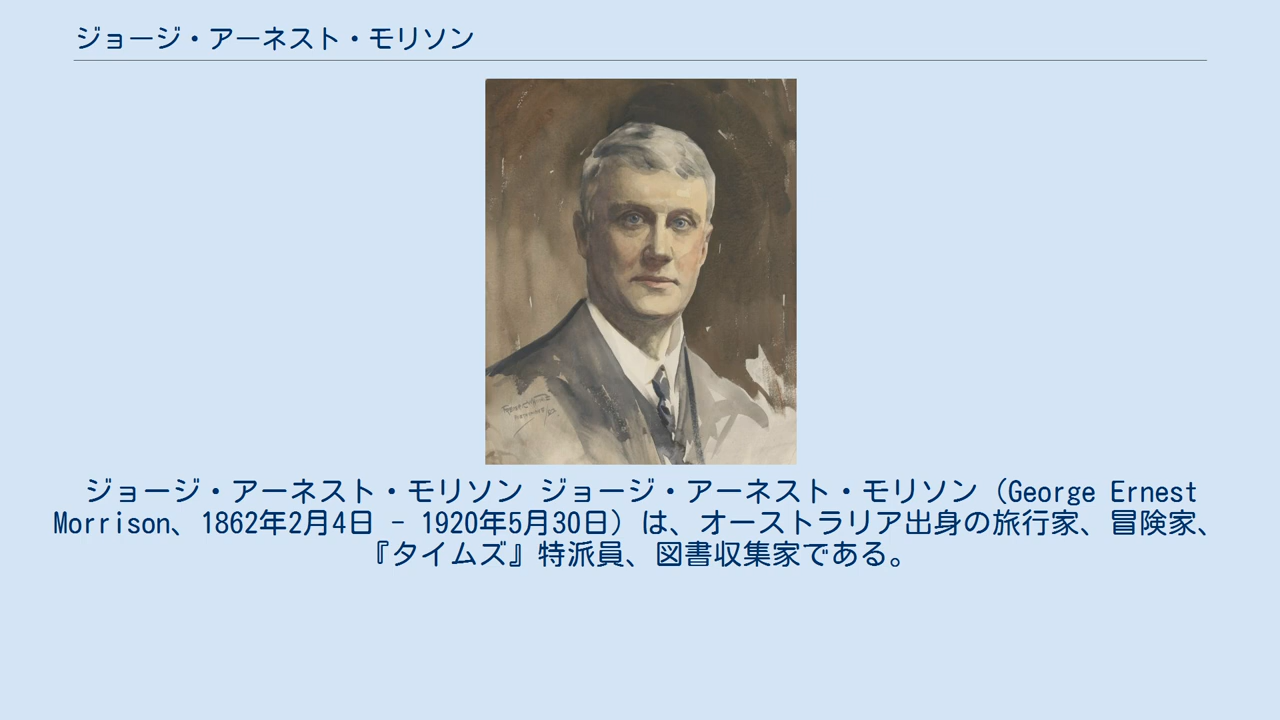 ジョージ・アーネスト・モリソン
ジョージ・アーネスト・モリソン ジョージ・アーネスト・モリソン（George Ernest
Morrison、1862年2月4日 - 1920年5月30日）は、オーストラリア出身の旅行家、冒険家、
『タイムズ』特派員、図書収集家である。